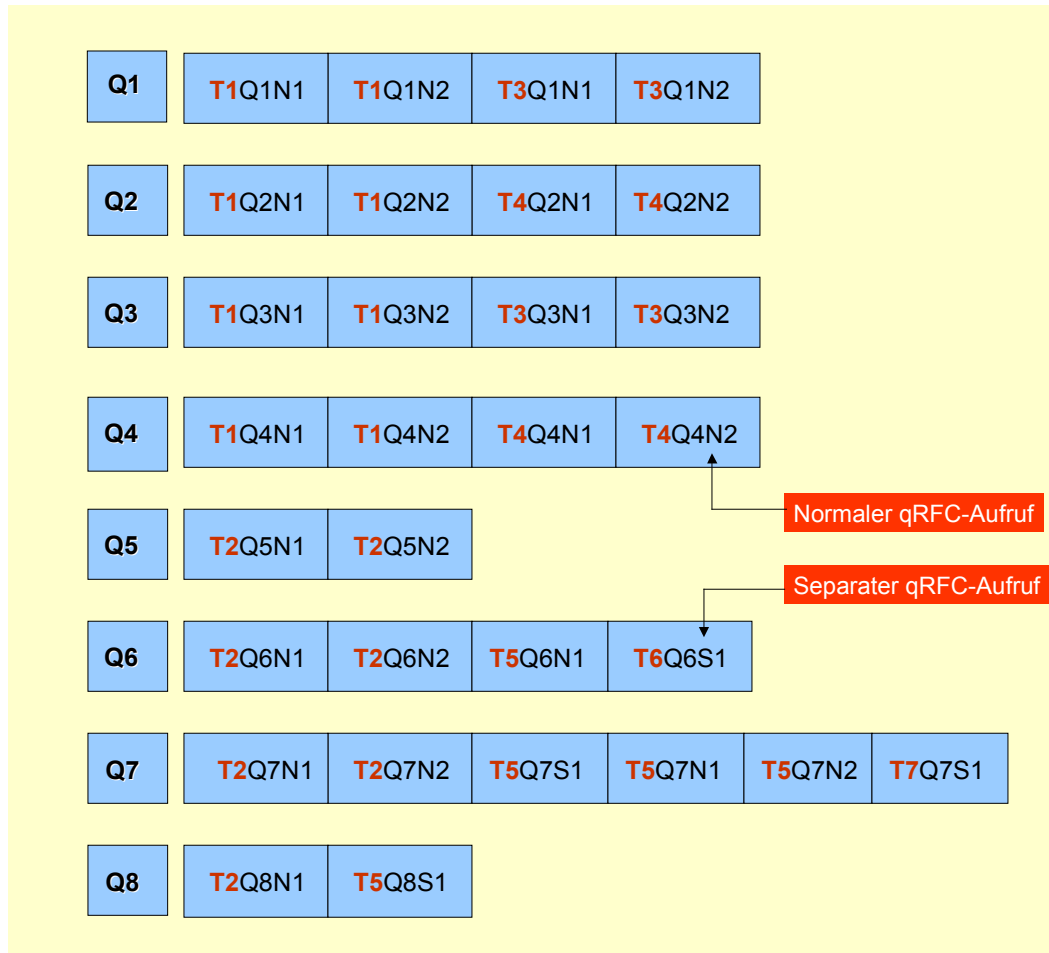 Q1 T1Q1N1 T1Q1N2 T3Q1N1 T3Q1N2
Q2 T1Q2N1 T1Q2N2 T4Q2N1 T4Q2N2
Q3 T1Q3N1 T1Q3N2 T3Q3N1 T3Q3N2
Q4 T1Q4N1 T1Q4N2 T4Q4N1 T4Q4N2
Normaler qRFC-Aufruf
Q5 T2Q5N1 T2Q5N2
Separater qRFC-Aufruf
Q6 T2Q6N1 T2Q6N2 T5Q6N1 T6Q6S1
Q7 T2Q7N1 T2Q7N2 T5Q7S1 T5Q7N1 T5Q7N2 T7Q7S1
Q8 T2Q8N1 T5Q8S1